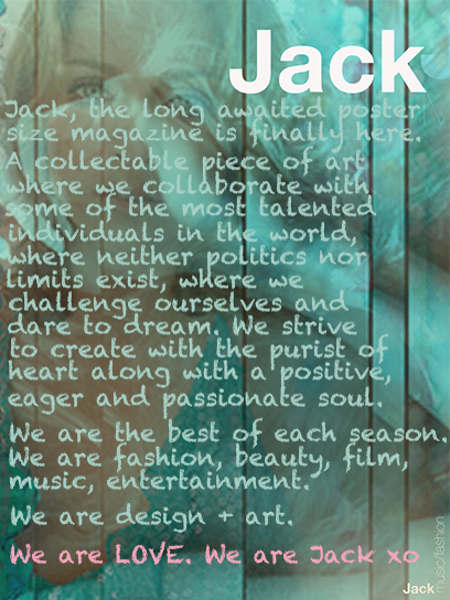 Jack
Jack, the long awaited poster
size magazine is finally here.
A collectable piece of art
where we collaborate with
some of the most talented
individuals in the world,
where neither politics nor
limits exist, where we
challenge ourselves and
dare to dream. We strive
to create with the purist of
heart along with a positive,
eager and passionate soul.
We are the best of each season.
We are fashion, beauty, film,
music, entertainment.
We are design + art.
We are LOVE. We are Jack xo
Jack
music/fashion